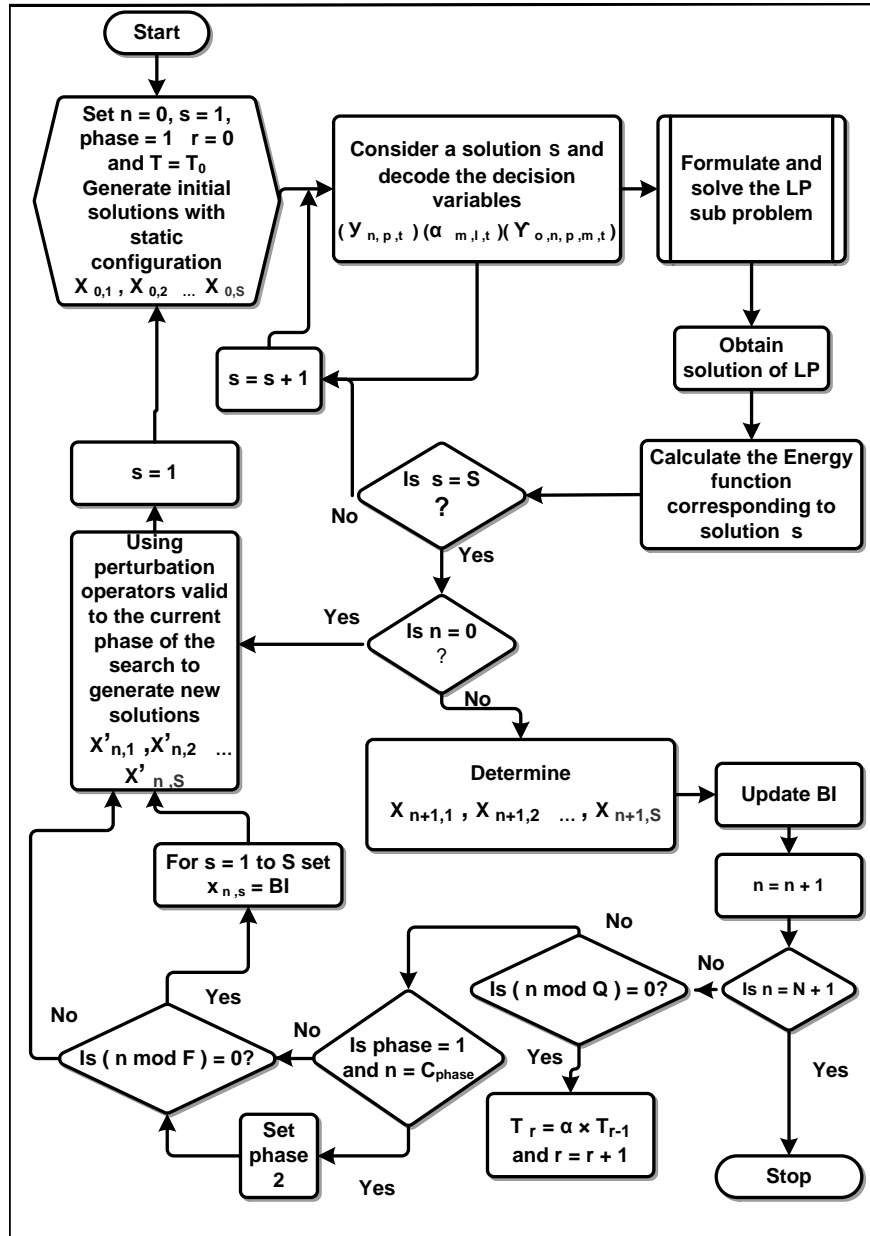 Start
Set n = 0, s = 1,
phase = 1 r = 0
and T = T₀
Generate initial
solutions with
static
configuration
X 0,1 , X 0,2 ... X 0,S
Consider a solution s and
decode the decision
variables
( y n, p ,t ) (α m ,l ,t )( ϒ o ,n, p ,m ,t )
Formulate and
solve the LP
sub problem
s = s + 1
Obtain
solution of LP
s = 1
Is s = S
?
No
Yes
Calculate the Energy
function
corresponding to
solution s
Using
perturbation
operators valid
to the current
phase of the
search to
generate new
solutions
X’n,1 ,X’n,2 ...
X’ n ,S
Yes
Is n = 0
?
No
Determine
X n+1,1 , X n+1,2 ... , X n+1,S
Update BI
For s = 1 to S set
x n ,s = BI
n = n + 1
No
Is ( n mod Q ) = 0?
No
Is n = N + 1
Yes
No
Is ( n mod F ) = 0?
No
Is phase = 1
and n = Cphase
Yes
Yes
T r = α × T r-1
and r = r + 1
Set
phase
2
Yes
Stop